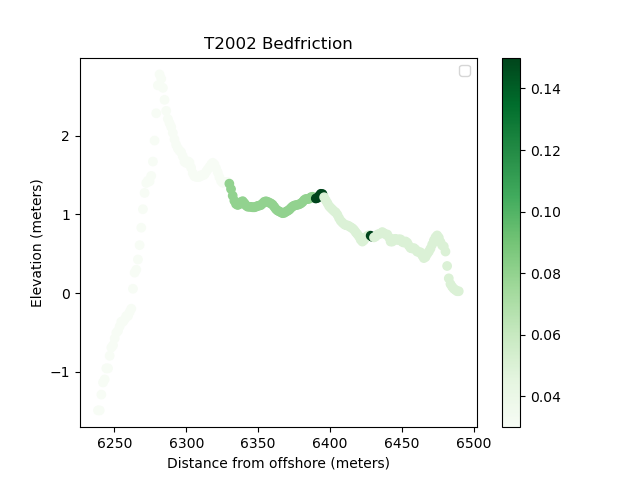 T2002 Bedfriction
Elevation (meters)
2
1
0
−1
6250 6300 6350 6400 6450 6500
Distance from offshore (meters)
0.14
0.12
0.10
0.08
0.06
0.04